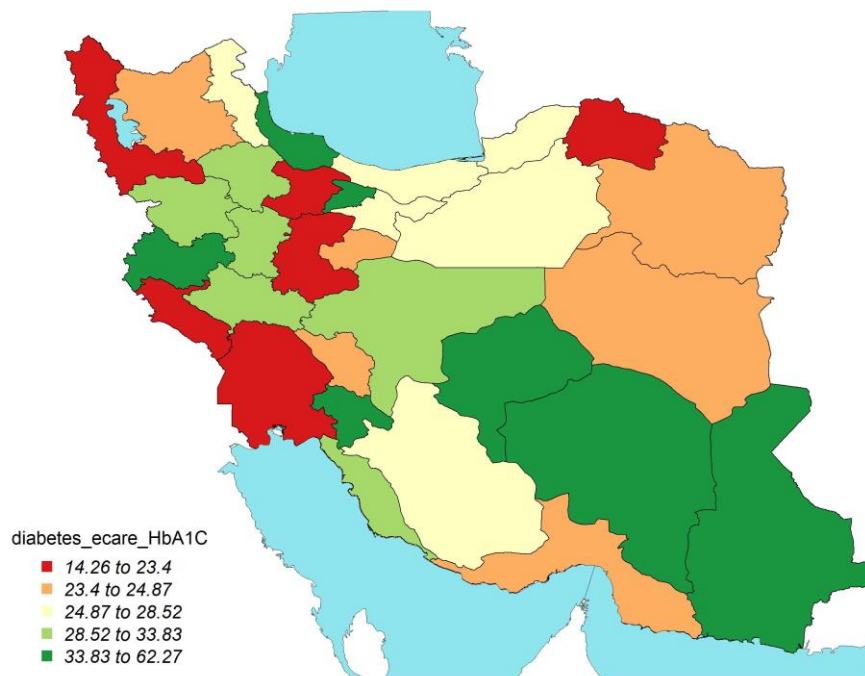 diabetes_ecare_HbA1C
14.26 to 23.4
23.4 to 24.87
24.87 to 28.52
28.52 to 33.83
33.83 to 62.27